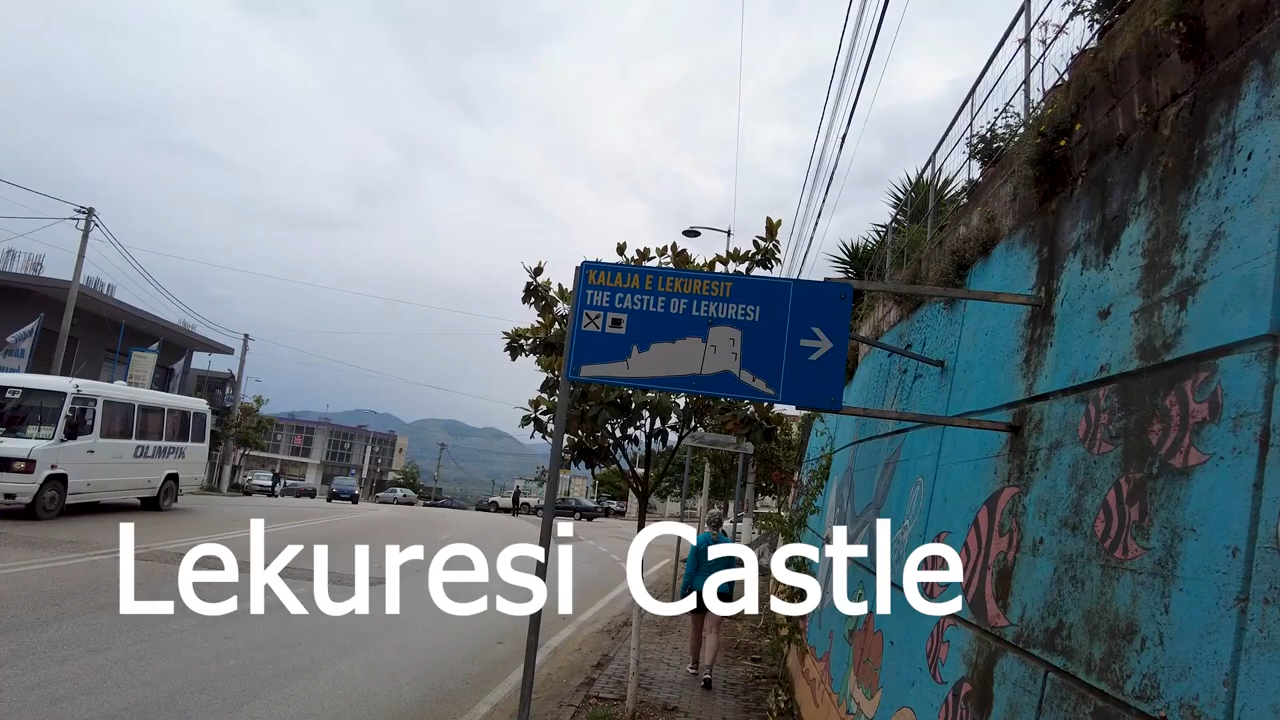 KALAJA E LEKURESIT
THE CASTLE OF LEKURESI
OLIMPIK
Lekuresi Castle